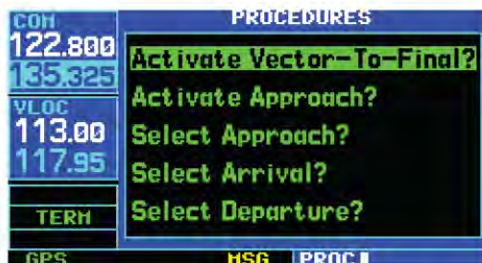 COM
122.800
135.325
VLOC
113.00
117.95
TERM
GPS
PROCEDURES
Activate Vector-To-Final?
Activate Approach?
Select Approach?
Select Arrival?
Select Departure?
MSG PROC